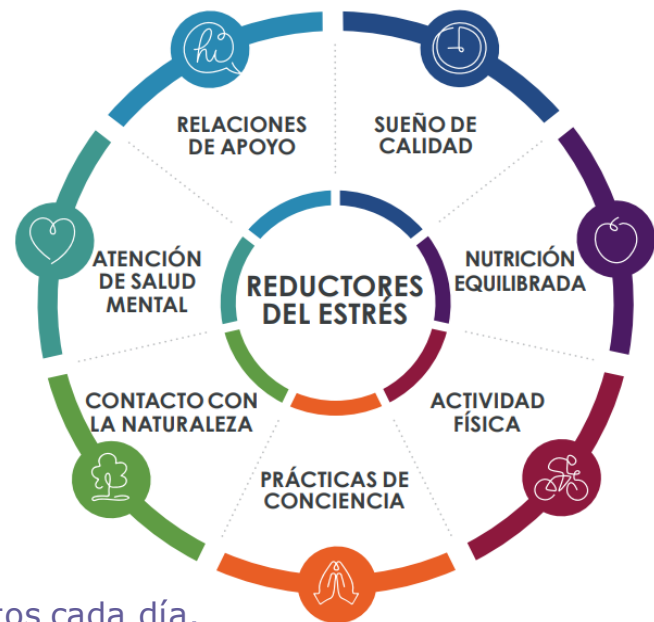 hi
RELACIONES
DE APOYO
SUEÑO DE
CALIDAD
ATENCIÓN
DE SALUD
MENTAL
REDUCTORES
DEL ESTRÉS
NUTRICIÓN
EQUILIBRADA
CONTACTO CON
LA NATURALEZA
ACTIVIDAD
FÍSICA
PRÁCTICAS DE
CONCIENCIA
cada día.